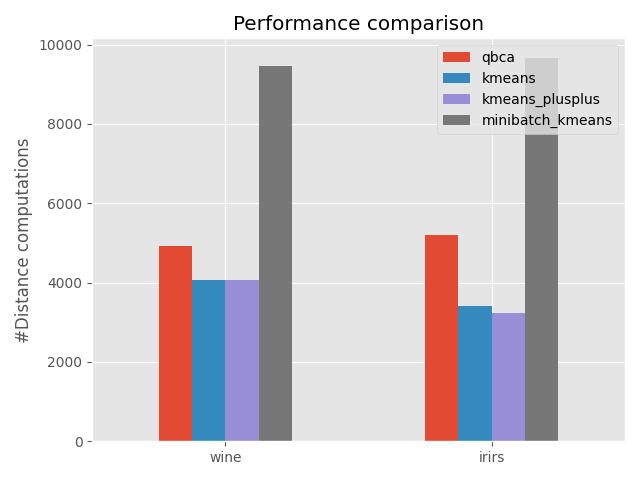 Performance comparison
qbca
kmeans
kmeans_plusplus
minibatch_kmeans
#Distance computations
10000
8000
6000
4000
2000
0
wine
irirs